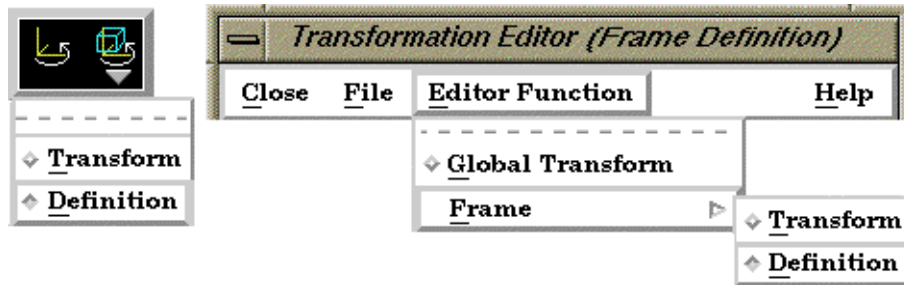 Transform
Definition
Transformation Editor (Frame Definition)
Close File Editor Function Help
Global Transform
Frame
Transform
Definition